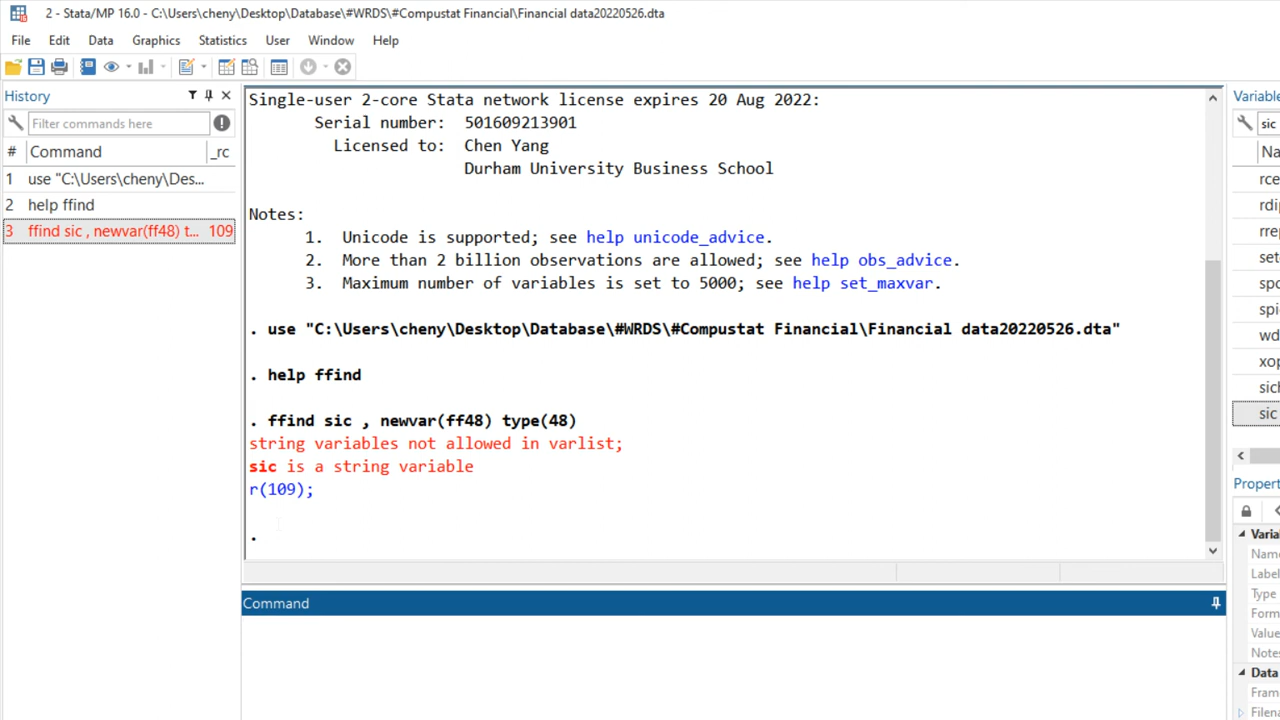 2 - Stata/MP 16.0 - C:\Users\cheny\Desktop\Database\#WRDS\#Compustat Financial\Financial data20220526.dta
File Edit Data Graphics Statistics User Window Help
History
Filter commands here
# Command _rc
1 use "C:\Users\cheny\Des...
2 help ffind
3 ffind sic , newvar(ff48) t... 109
Single-user 2-core Stata network license expires 20 Aug 2022:
Serial number: 501609213901
Licensed to: Chen Yang
Durham University Business School
Notes:
1. Unicode is supported; see help unicode_advice.
2. More than 2 billion observations are allowed; see help obs_advice.
3. Maximum number of variables is set to 5000; see help set_maxvar.
. use "C:\Users\cheny\Desktop\Database\#WRDS\#Compustat Financial\Financial data20220526.dta"
. help ffind
. ffind sic , newvar(ff48) type(48)
string variables not allowed in varlist;
sic is a string variable
r(109);
.
Command
Variable
sic
Na
rce
rdip
rrep
set
spc
spi
wd
xop
sich
sic
Propert
Varia
Name
Label
Type
Form
Value
Notes
Data
Fram
Filena